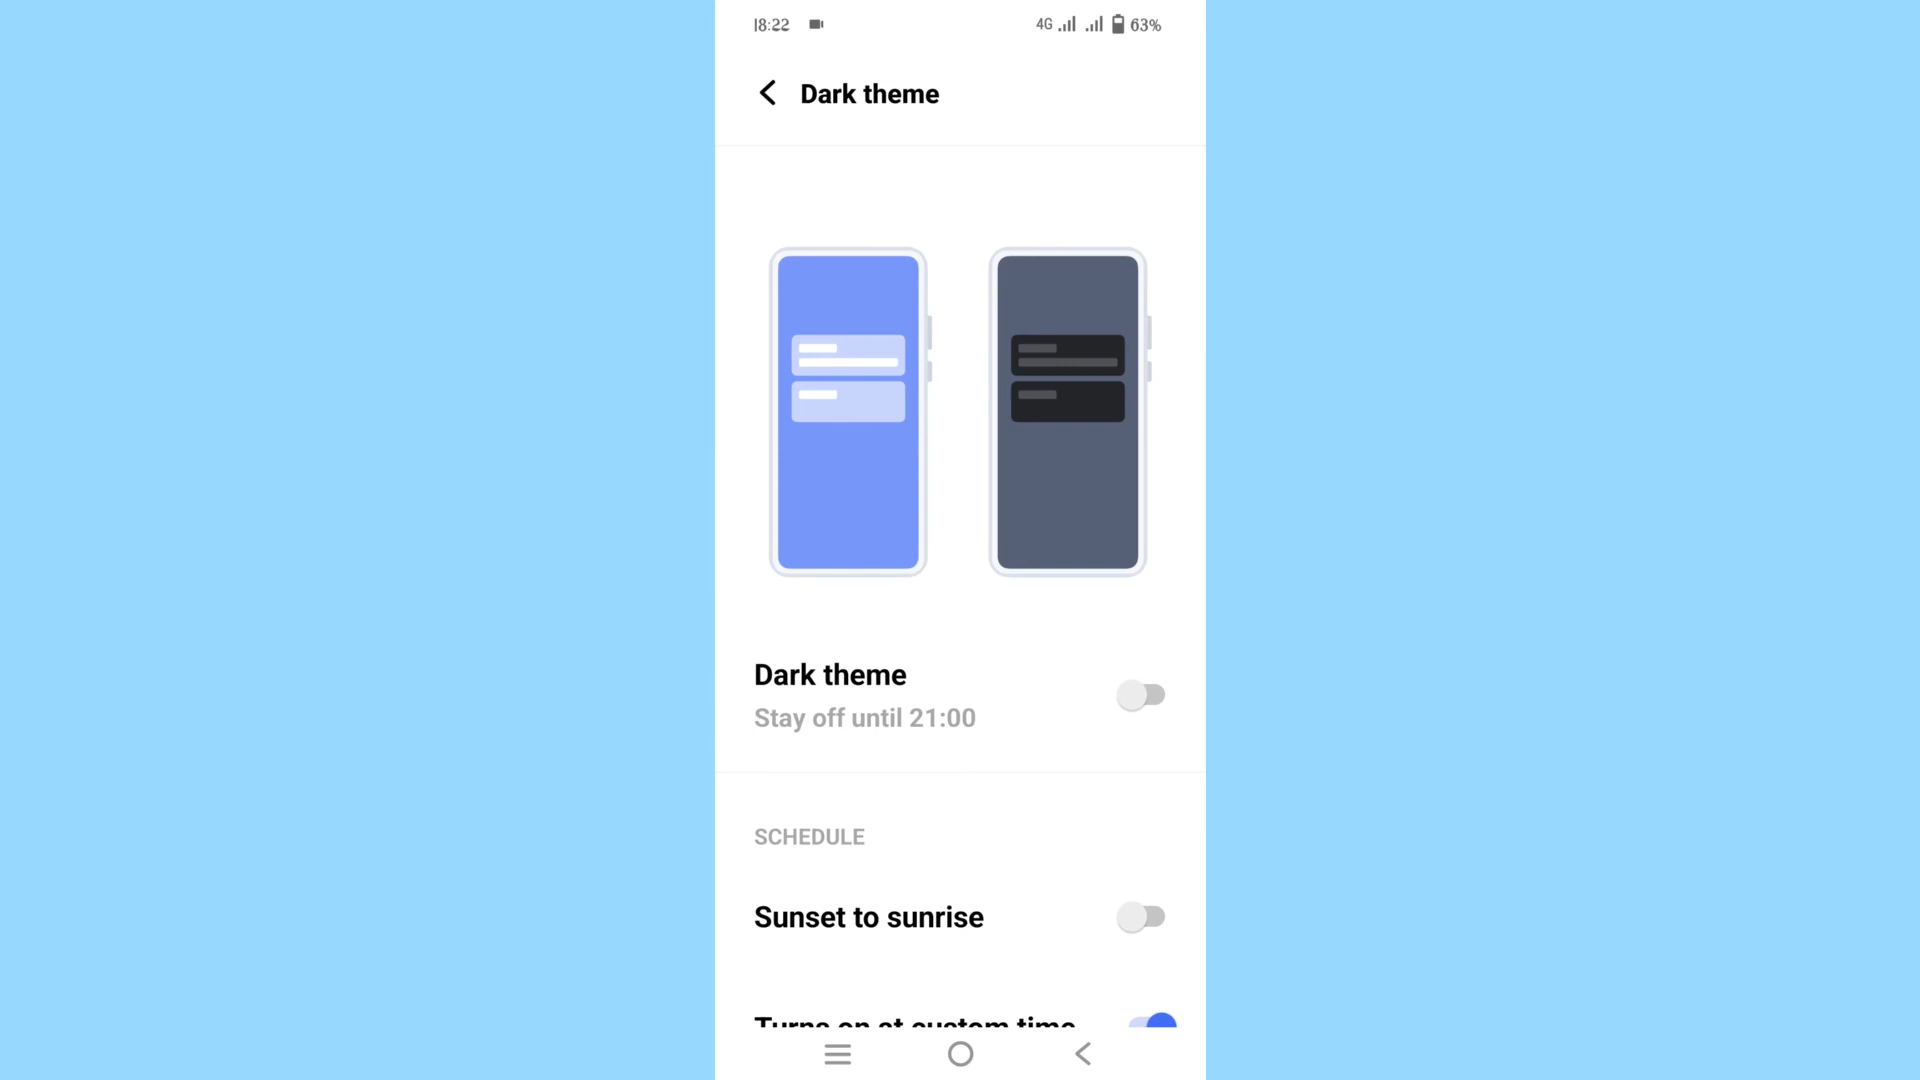 18:22
4G 63%
Dark theme
Dark theme
Stay off until 21:00
SCHEDULE
Sunset to sunrise
Turns on at custom time